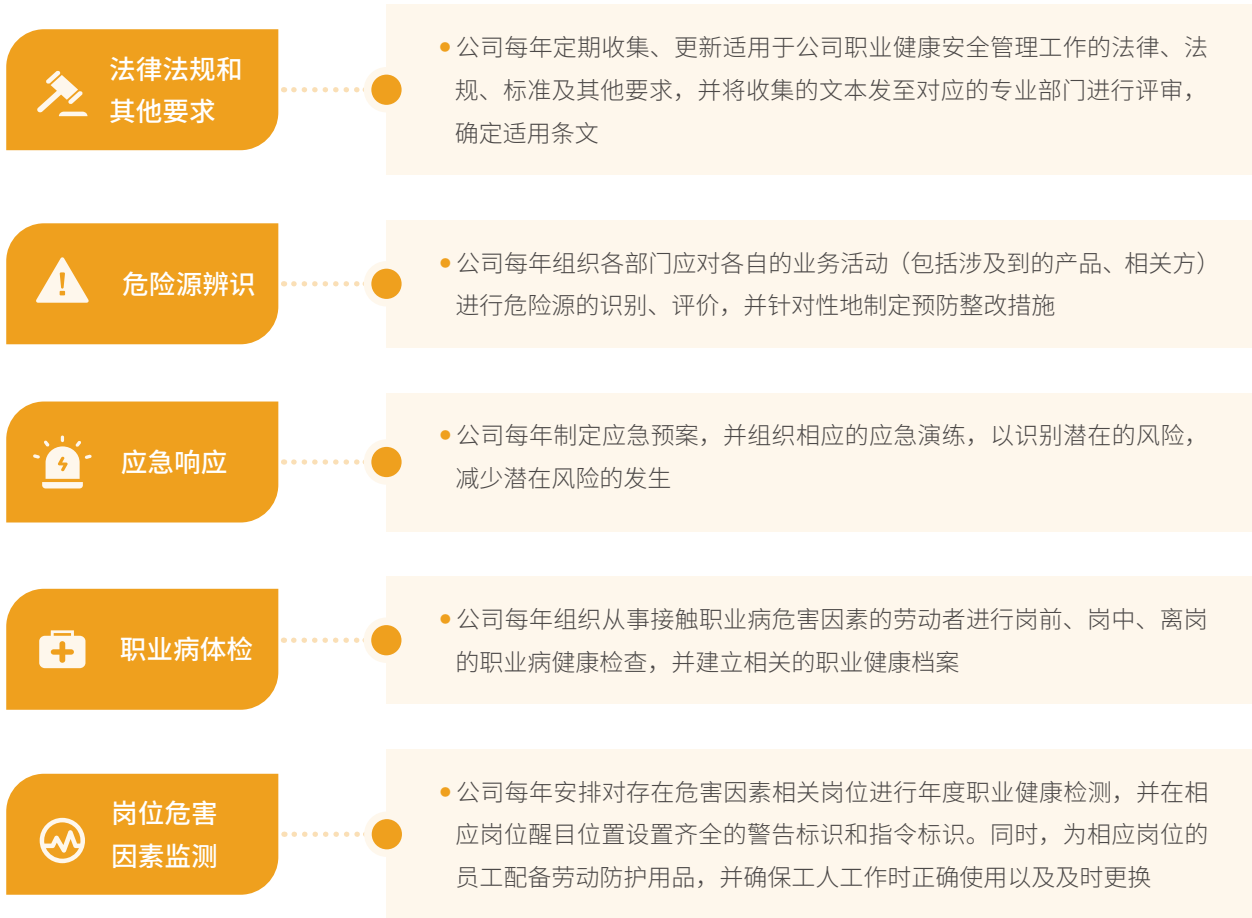 法律法规和
其他要求
●公司每年定期收集、更新适用于公司职业健康安全管理工作的法律、法
规、标准及其他要求，并将收集的文本发至对应的专业部门进行评审，
确定适用条文
危险源辨识
●公司每年组织各部门应对各自的业务活动（包括涉及到的产品、相关方）
进行危险源的识别、评价，并针对性地制定预防整改措施
应急响应
●公司每年制定应急预案，并组织相应的应急演练，以识别潜在的风险，
减少潜在风险的发生
职业病体检
●公司每年组织从事接触职业病危害因素的劳动者进行岗前、岗中、离岗
的职业病健康检查，并建立相关的职业健康档案
岗位危害
因素监测
●公司每年安排对存在危害因素相关岗位进行年度职业健康检测，并在相
应岗位醒目位置设置齐全的警告标识和指令标识。同时，为相应岗位的
员工配备劳动防护用品，并确保工人工作时正确使用以及及时更换